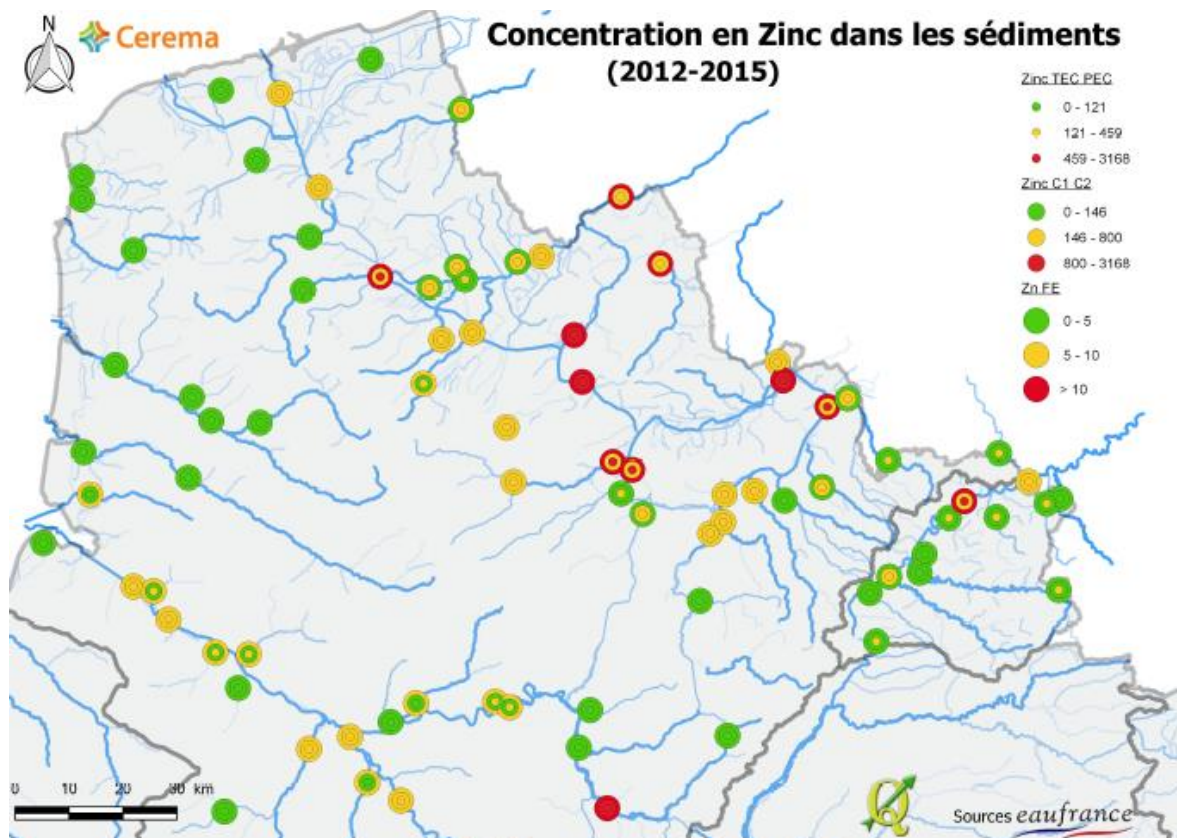 N
Cerema
Concentration en Zinc dans les sédiments
(2012-2015)
Zinc TEC PEC
0 - 121
121 - 459
459 - 3168
Zinc C1 C2
0 - 146
146 - 800
800 - 3168
Zn FE
0 - 5
5 - 10
> 10
0 10 20 30 km
Q
Sources eaufrance